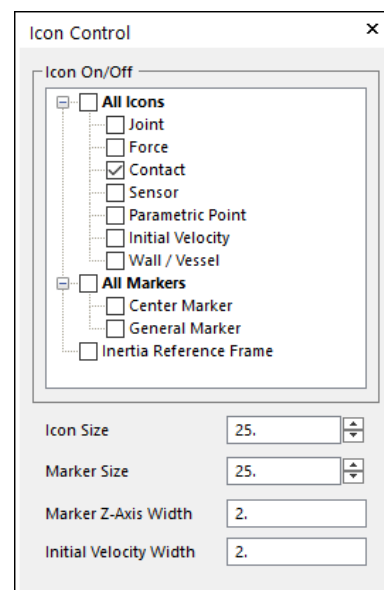 Icon Control
Icon On/Off
All Icons
Joint
Force
Contact
Sensor
Parametric Point
Initial Velocity
Wall / Vessel
All Markers
Center Marker
General Marker
Inertia Reference Frame
Icon Size 25.
Marker Size 25.
Marker Z-Axis Width 2.
Initial Velocity Width 2.